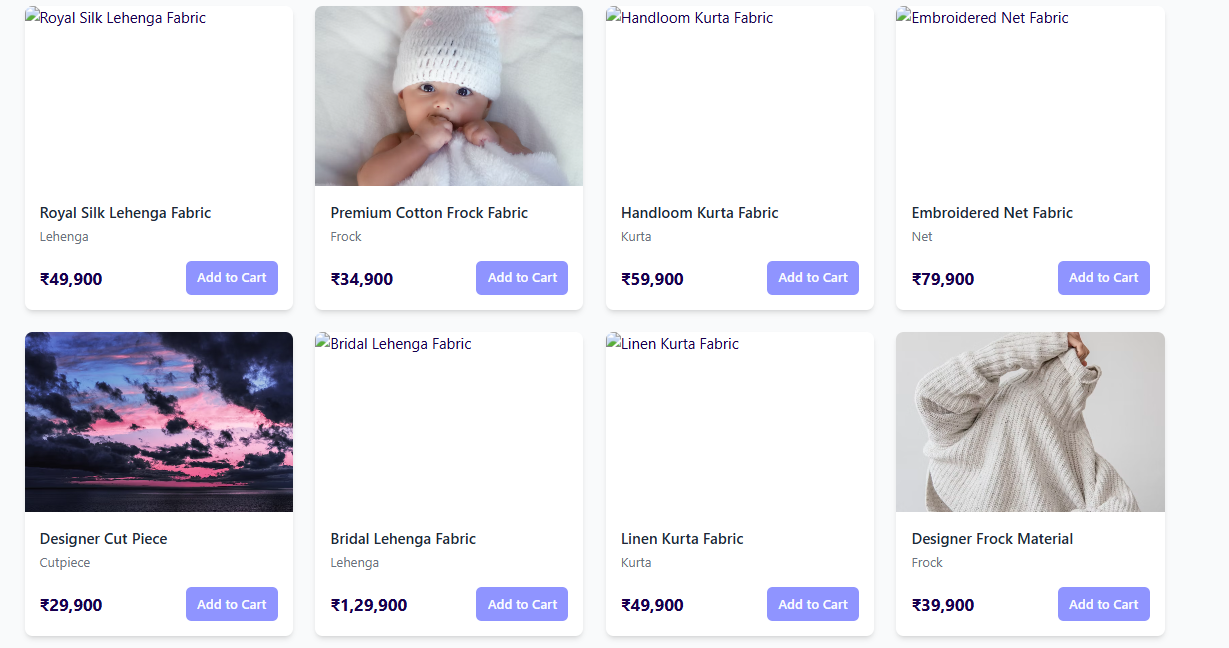 Royal Silk Lehenga Fabric
Handloom Kurta Fabric
Embroidered Net Fabric
Royal Silk Lehenga Fabric
Lehenga
₹49,900
Add to Cart
Premium Cotton Frock Fabric
Frock
₹34,900
Add to Cart
Handloom Kurta Fabric
Kurta
₹59,900
Add to Cart
Embroidered Net Fabric
Net
₹79,900
Add to Cart
Bridal Lehenga Fabric
Linen Kurta Fabric
Designer Cut Piece
Cutpiece
₹29,900
Add to Cart
Bridal Lehenga Fabric
Lehenga
₹1,29,900
Add to Cart
Linen Kurta Fabric
Kurta
₹49,900
Add to Cart
Designer Frock Material
Frock
₹39,900
Add to Cart